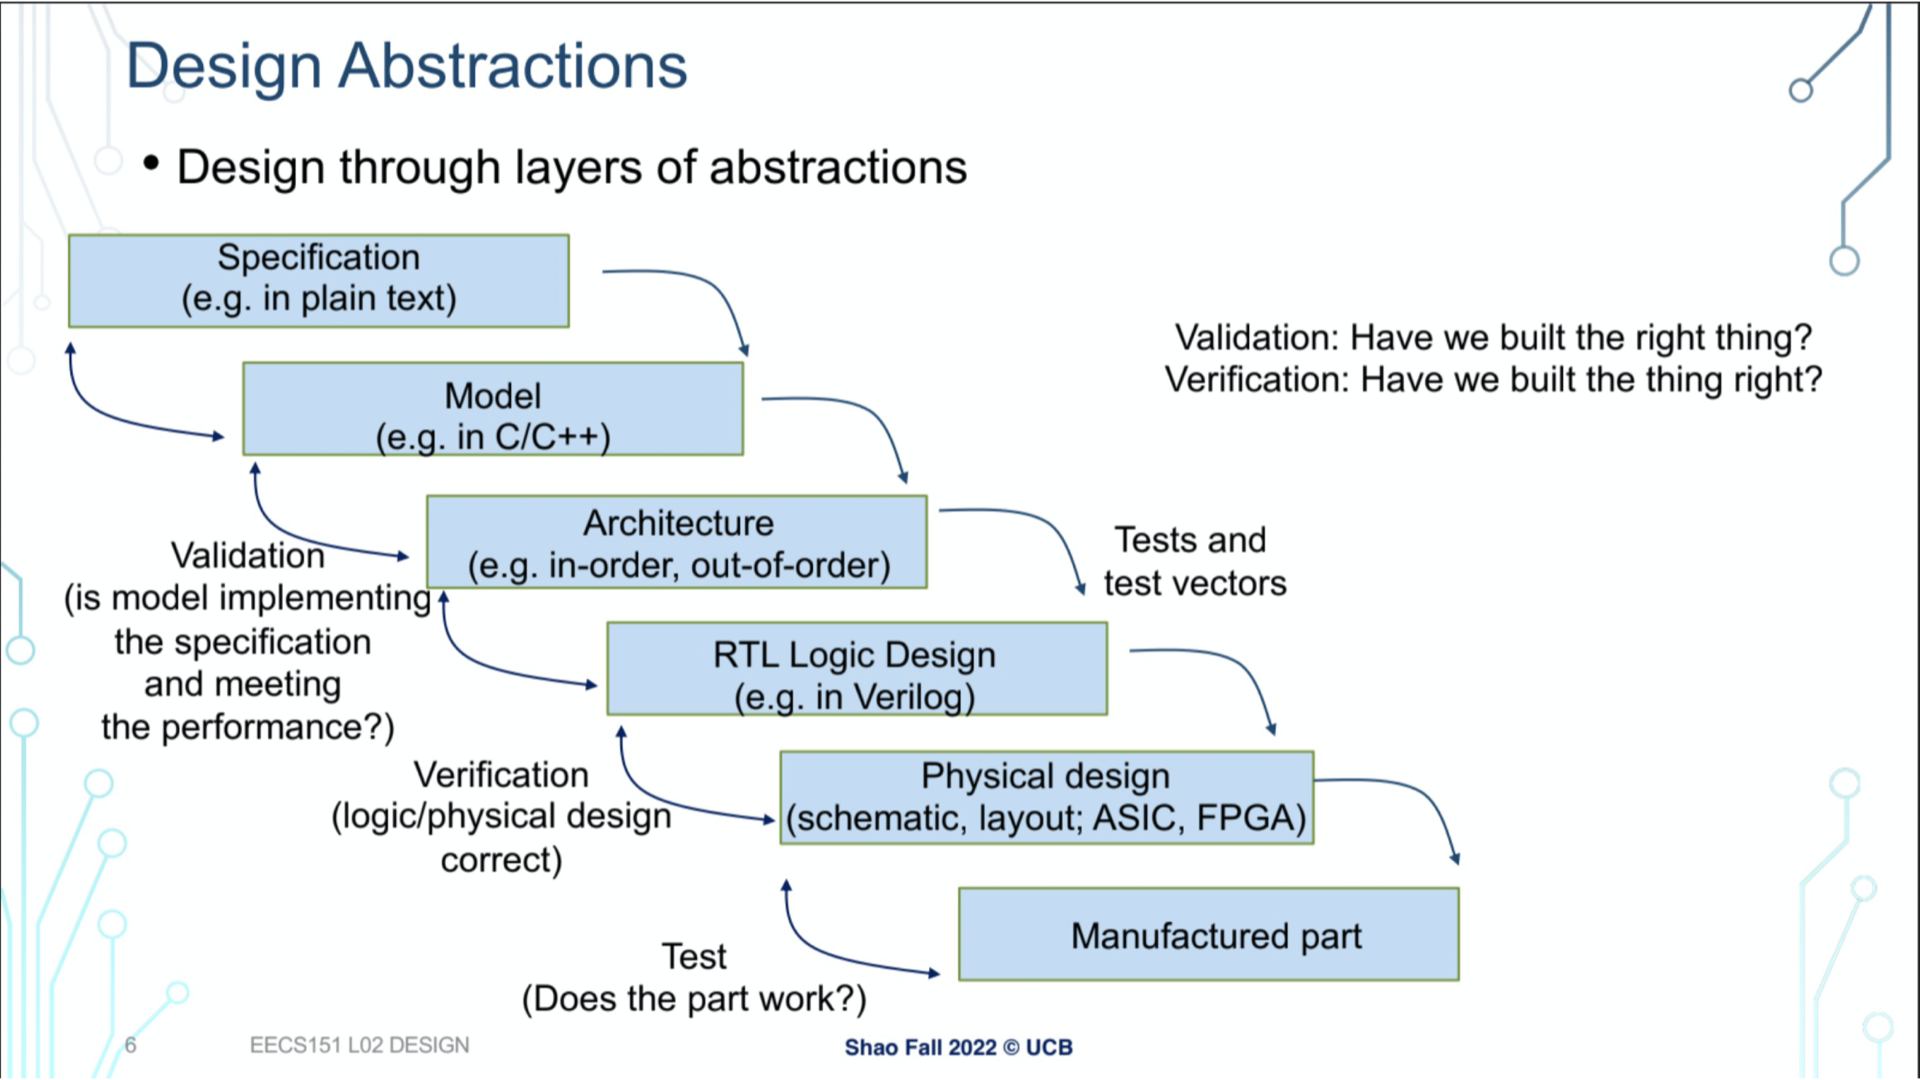 Design Abstractions
• Design through layers of abstractions
Specification
(e.g. in plain text)
Validation: Have we built the right thing?
Verification: Have we built the thing right?
Model
(e.g. in C/C++)
Architecture
(e.g. in-order, out-of-order)
Tests and
test vectors
Validation
(is model implementing
the specification
and meeting
the performance?)
RTL Logic Design
(e.g. in Verilog)
Verification
(logic/physical design
correct)
Physical design
(schematic, layout; ASIC, FPGA)
Manufactured part
Test
(Does the part work?)
6
EECS151 L02 DESIGN
Shao Fall 2022 © UCB